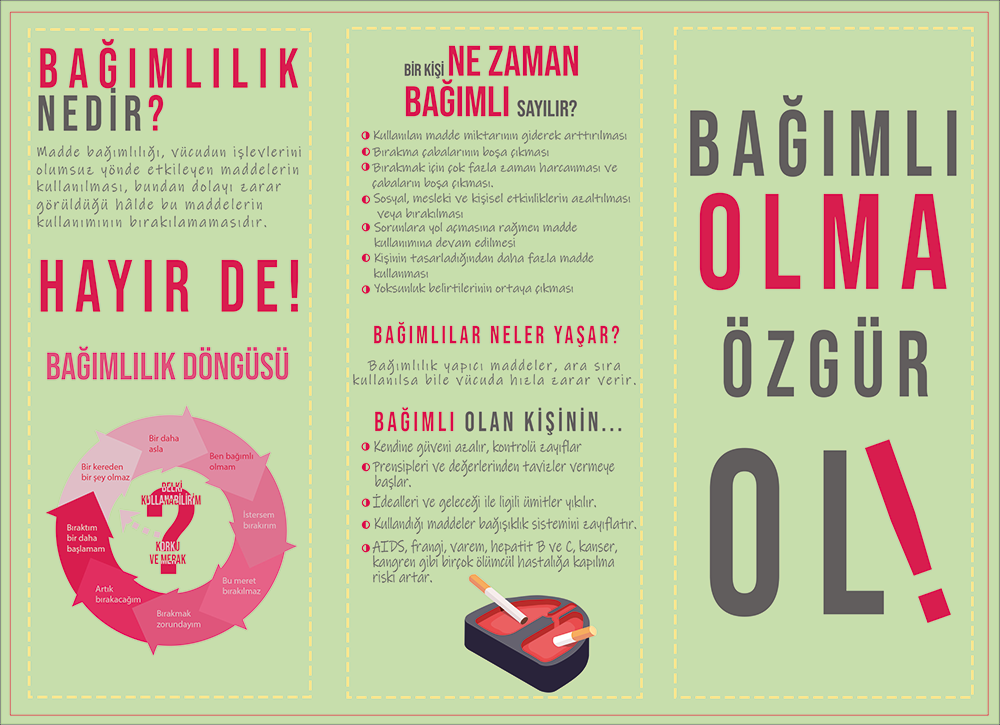 BAĞIMLILIK
NEDİR?
Madde bağımlılığı, vücudun işlevlerini
olumsuz yönde etkileyen maddelerin
kullanılması, bundan dolayı zarar
görüldüğü hâlde bu maddelerin
kullanımının bırakılamamasıdır.
HAYIR DE!
BAĞIMLILIK DÖNGÜSÜ
Bir kereden
bir şey olmaz
Bir daha
asla
Ben bağımlı
olmam
İstersem
bırakırım
Bu meret
bırakılmaz
Bırakmak
zorundayım
Artık
bırakacağım
Bıraktım
bir daha
başlamam
BELKİ
KULLANABİLİRİM
?
KORKU
VE MERAK
BİR KİŞİ NE ZAMAN
BAĞIMLI SAYILIR?
Kullanılan madde miktarının giderek arttırılması
Bırakma çabalarının boşa çıkması
Bırakmak için çok fazla zaman harcanması ve
çabaların boşa çıkması.
Sosyal, mesleki ve kişisel etkinliklerin azaltılması
veya bırakılması
Sorunlara yol açmasına rağmen madde
kullanımına devam edilmesi
Kişinin tasarladığından daha fazla madde
kullanması
Yoksunluk belirtilerinin ortaya çıkması
BAĞIMLILAR NELER YAŞAR?
Bağımlılık yapıcı maddeler, ara sıra
kullanılsa bile vücuda hızla zarar verir.
BAĞIMLI OLAN KİŞİNİN...
Kendine güveni azalır, kontrolü zayıflar
Prensipleri ve değerlerinden tavizler vermeye
başlar.
İdealleri ve geleceği ile ilgili ümitler yıkılır.
Kullandığı maddeler bağışıklık sistemini zayıflatır.
AIDS, frangi, varem, hepatit B ve C, kanser,
kangren gibi birçok ölümcül hastalığa kapılma
riski artar.
BAĞIMLI
OLMA
ÖZGÜR
OL!